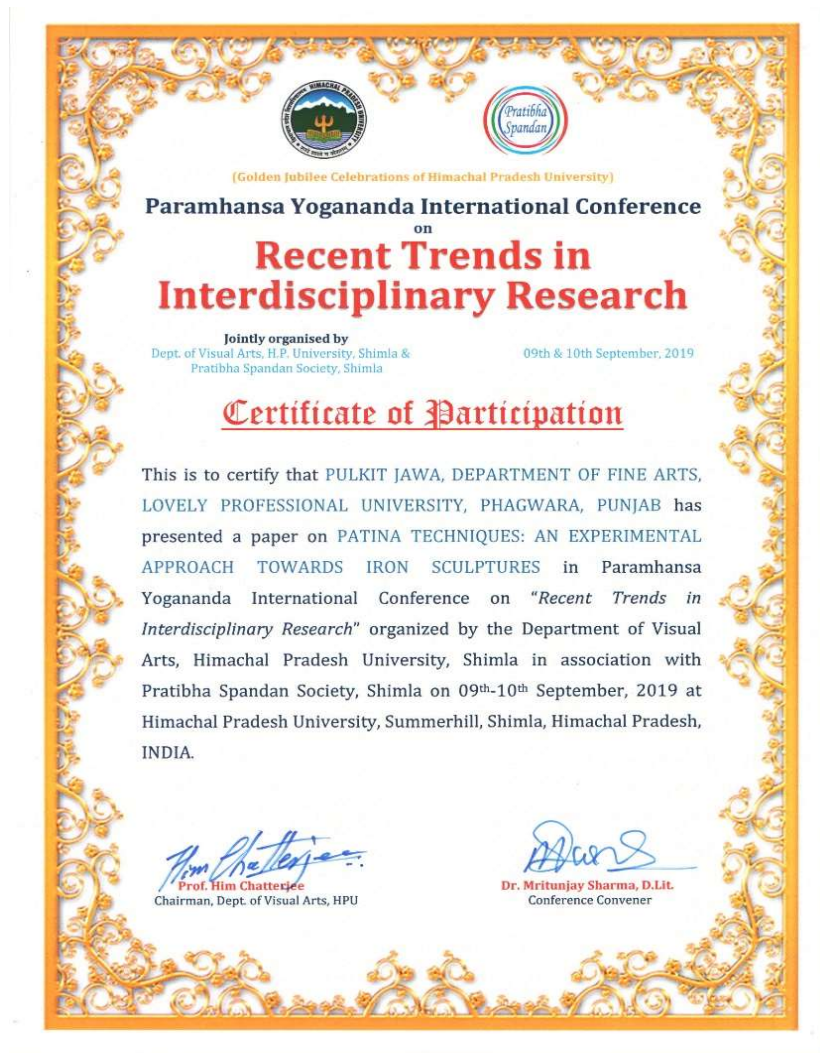 HIMACHAL PRADESH UNIVERSITY
Pratibha
Spandan
(Golden Jubilee Celebrations of Himachal Pradesh University)
Paramhansa Yogananda International Conference
on
Recent Trends in
Interdisciplinary Research
Jointly organised by
Dept. of Visual Arts, H.P. University, Shimla &
Pratibha Spandan Society, Shimla
09th & 10th September, 2019
Certificate of Participation
This is to certify that PULKIT JAWA, DEPARTMENT OF FINE ARTS,
LOVELY PROFESSIONAL UNIVERSITY, PHAGWARA, PUNJAB has
presented a paper on PATINA TECHNIQUES: AN EXPERIMENTAL
APPROACH TOWARDS IRON SCULPTURES in Paramhansa
Yogananda International Conference on "Recent Trends in
Interdisciplinary Research" organized by the Department of Visual
Arts, Himachal Pradesh University, Shimla in association with
Pratibha Spandan Society, Shimla on 09th-10th September, 2019 at
Himachal Pradesh University, Summerhill, Shimla, Himachal Pradesh,
INDIA.
Him Chatterjee
Prof. Him Chatterjee
Chairman, Dept. of Visual Arts, HPU
Dr. Mritunjay Sharma, D.Lit.
Conference Convener